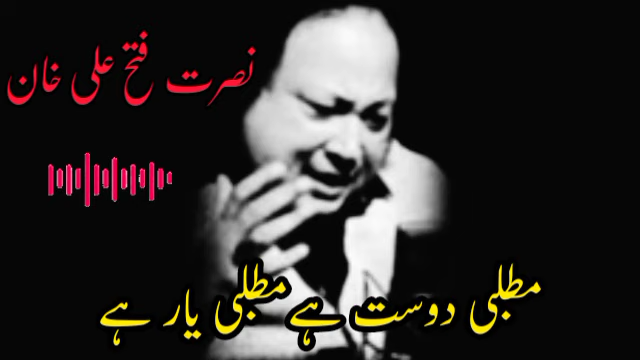 نصرت فتح علی خان
مطلبی دوست ہے مطلبی یار ہے